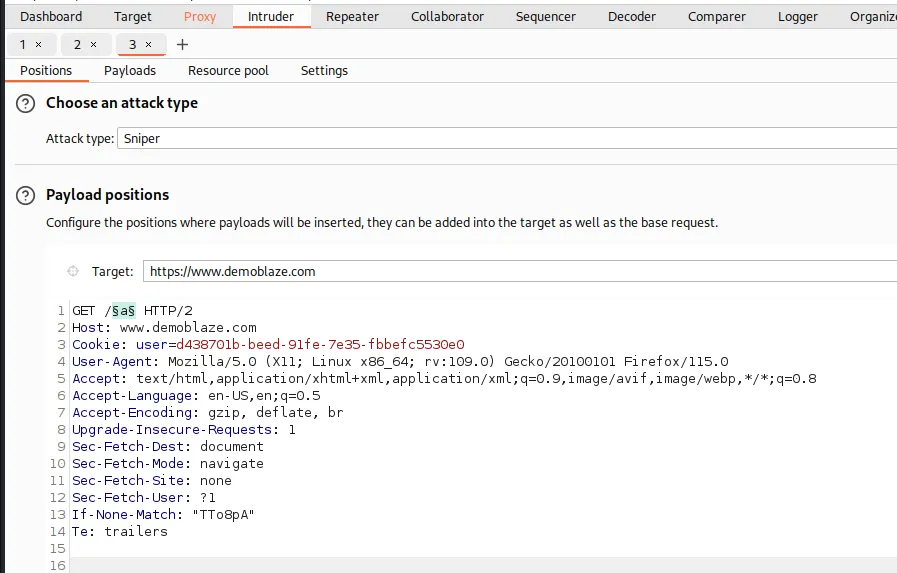 Dashboard Target Proxy Intruder Repeater Collaborator Sequencer Decoder Comparer Logger Organiz
1 × 2 × 3 × +
Positions Payloads Resource pool Settings
? Choose an attack type
Attack type: Sniper
? Payload positions
Configure the positions where payloads will be inserted, they can be added into the target as well as the base request.
Target: https://www.demoblaze.com
1 GET /§a§ HTTP/2
2 Host: www.demoblaze.com
3 Cookie: user=d438701b-beed-91fe-7e35-fbbefc5530e0
4 User-Agent: Mozilla/5.0 (X11; Linux x86_64; rv:109.0) Gecko/20100101 Firefox/115.0
5 Accept: text/html,application/xhtml+xml,application/xml;q=0.9,image/avif,image/webp,*/*;q=0.8
6 Accept-Language: en-US,en;q=0.5
7 Accept-Encoding: gzip, deflate, br
8 Upgrade-Insecure-Requests: 1
9 Sec-Fetch-Dest: document
10 Sec-Fetch-Mode: navigate
11 Sec-Fetch-Site: none
12 Sec-Fetch-User: ?1
13 If-None-Match: "TTo8pA"
14 Te: trailers
15
16